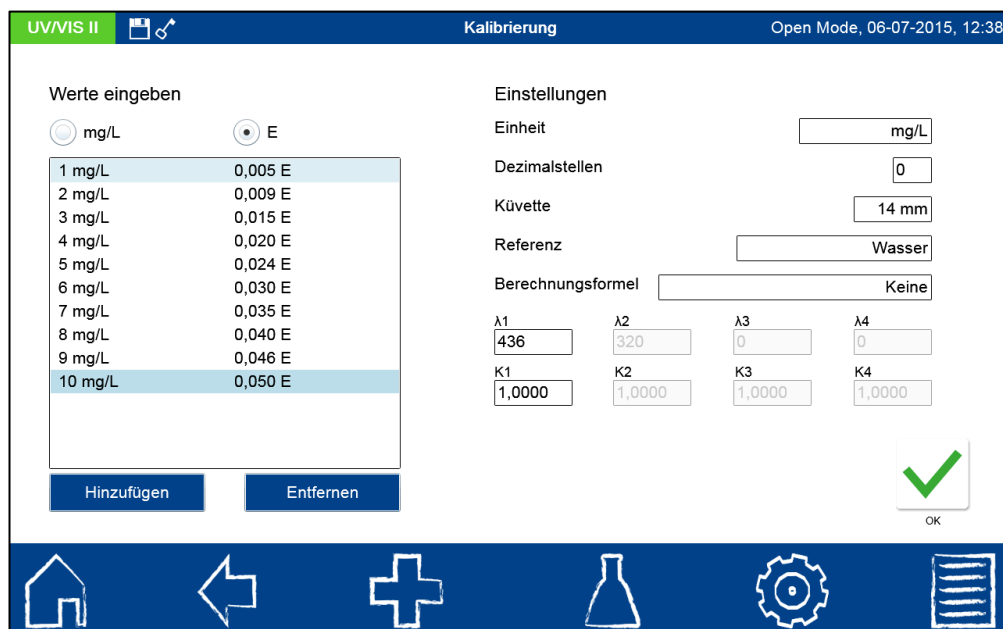 UV/VIS II Kalibrierung Open Mode, 06-07-2015, 12:38
Werte eingeben
mg/L E
1 mg/L 0,005 E
2 mg/L 0,009 E
3 mg/L 0,015 E
4 mg/L 0,020 E
5 mg/L 0,024 E
6 mg/L 0,030 E
7 mg/L 0,035 E
8 mg/L 0,040 E
9 mg/L 0,046 E
10 mg/L 0,050 E
Hinzufügen Entfernen
Einstellungen
Einheit mg/L
Dezimalstellen 0
Küvette 14 mm
Referenz Wasser
Berechnungsformel Keine
λ1 λ2 λ3 λ4
436 320 0 0
K1 K2 K3 K4
1,0000 1,0000 1,0000 1,0000
OK